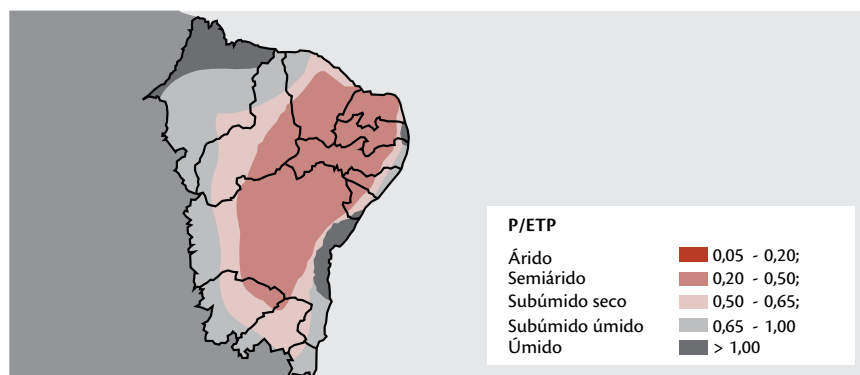 P/ETP
Árido 0,05 - 0,20;
Semiárido 0,20 - 0,50;
Subúmido seco 0,50 - 0,65;
Subúmido úmido 0,65 - 1,00
Úmido > 1,00